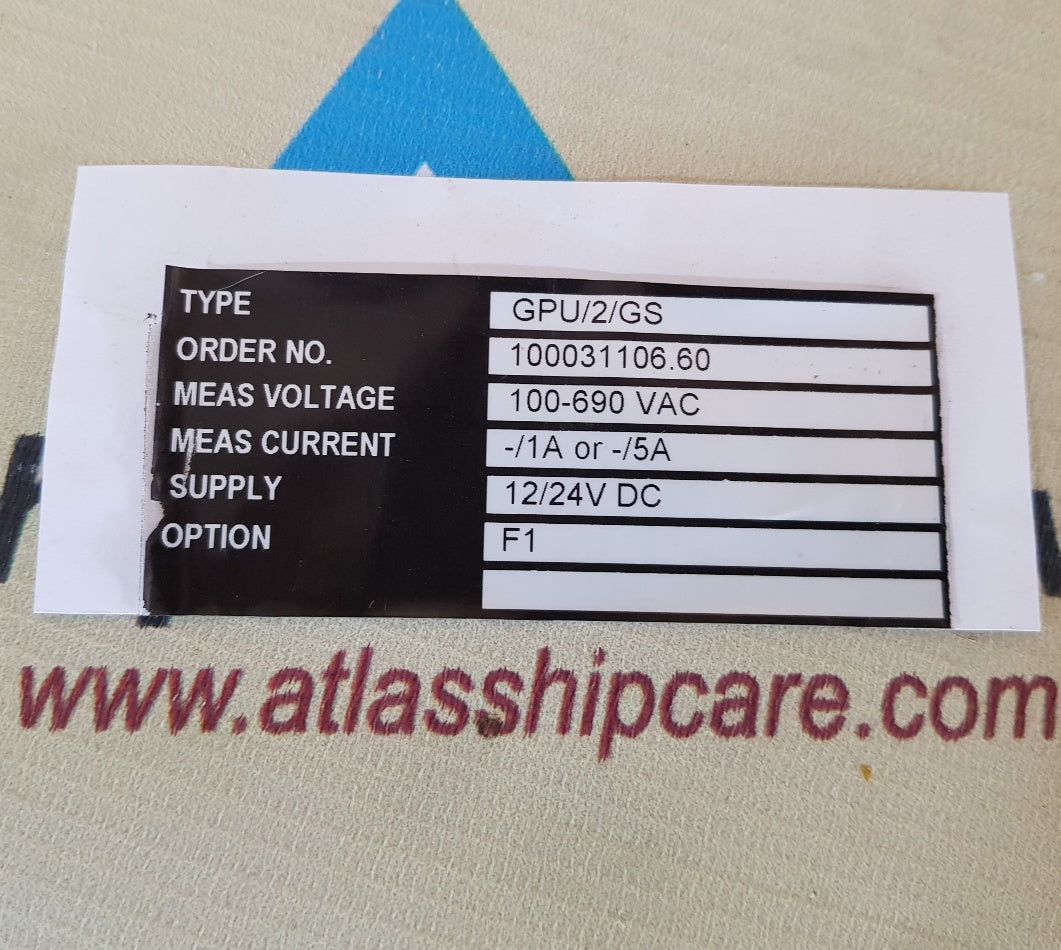 TYPE GPU/2/GS
ORDER NO. 100031106.60
MEAS VOLTAGE 100-690 VAC
MEAS CURRENT -/1A or -/5A
SUPPLY 12/24V DC
OPTION F1
www.atlasshipcare.com